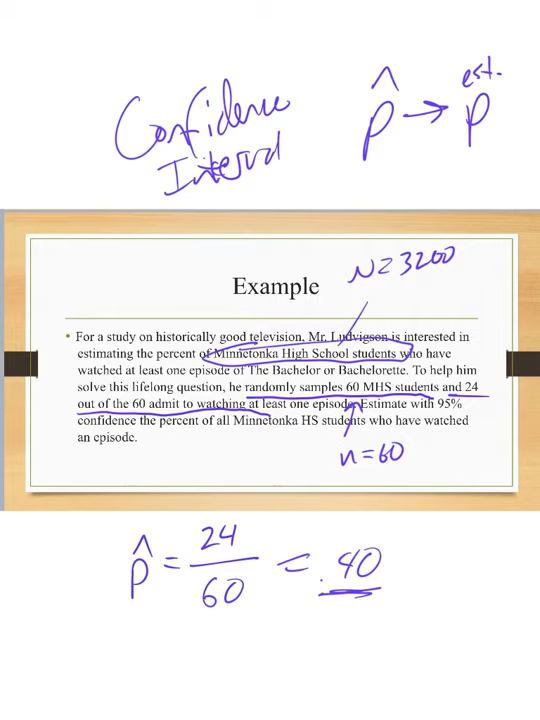 Confidence
Interval
p̂ → est. p
N=3200
Example
• For a study on historically good television, Mr. Ludvigson is interested in
estimating the percent of Minnetonka High School students who have
watched at least one episode of The Bachelor or Bachelorette. To help him
solve this lifelong question, he randomly samples 60 MHS students and 24
out of the 60 admit to watching at least one episode. Estimate with 95%
confidence the percent of all Minnetonka HS students who have watched
an episode.
n=60
p̂ = 24/60 = .40